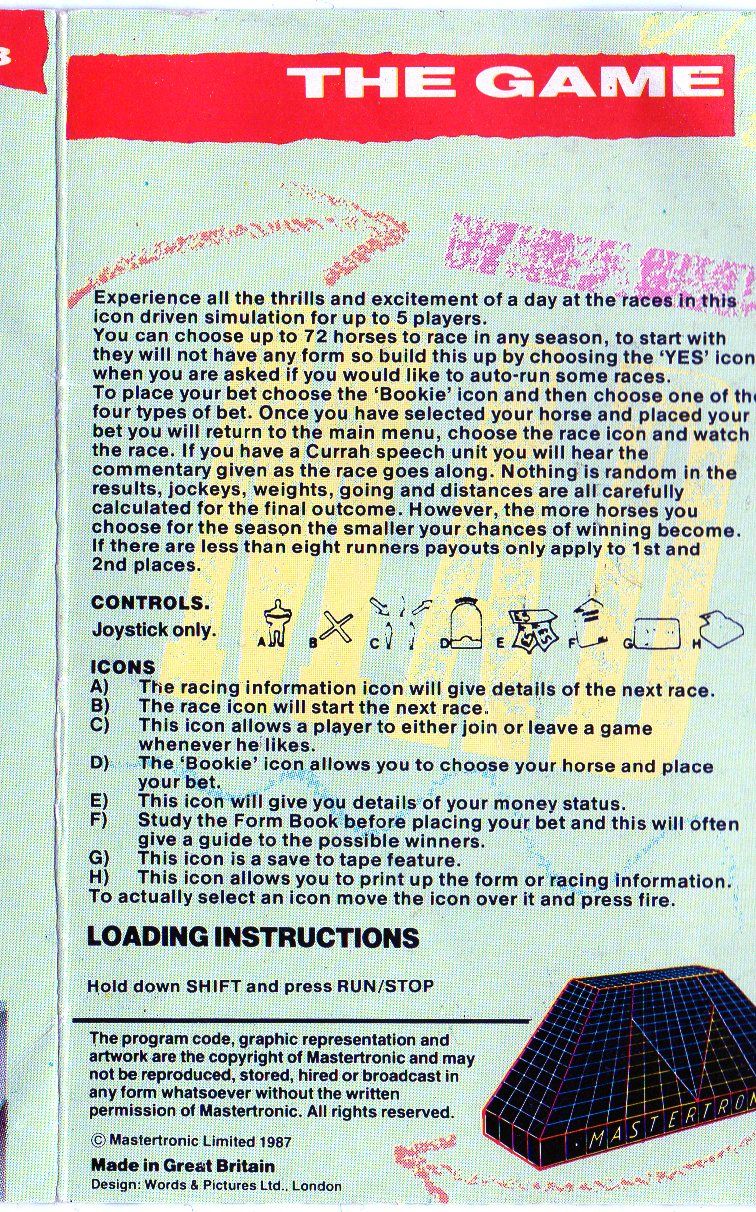 3
THE GAME
Experience all the thrills and excitement of a day at the races in this
icon driven simulation for up to 5 players.
You can choose up to 72 horses to race in any season, to start with
they will not have any form so build this up by choosing the ‘YES’ icon
when you are asked if you would like to auto-run some races.
To place your bet choose the ‘Bookie’ icon and then choose one of the
four types of bet. Once you have selected your horse and placed your
bet you will return to the main menu, choose the race icon and watch
the race. If you have a Currah speech unit you will hear the
commentary given as the race goes along. Nothing is random in the
results, jockeys, weights, going and distances are all carefully
calculated for the final outcome. However, the more horses you
choose for the season the smaller your chances of winning become.
If there are less than eight runners payouts only apply to 1st and
2nd places.
CONTROLS.
Joystick only.
A B C D E F G H
ICONS
A) The racing information icon will give details of the next race.
B) The race icon will start the next race.
C) This icon allows a player to either join or leave a game
whenever he likes.
D) The ‘Bookie’ icon allows you to choose your horse and place
your bet.
E) This icon will give you details of your money status.
F) Study the Form Book before placing your bet and this will often
give a guide to the possible winners.
G) This icon is a save to tape feature.
H) This icon allows you to print up the form or racing information.
To actually select an icon move the icon over it and press fire.
LOADING INSTRUCTIONS
Hold down SHIFT and press RUN/STOP
The program code, graphic representation and
artwork are the copyright of Mastertronic and may
not be reproduced, stored, hired or broadcast in
any form whatsoever without the written
permission of Mastertronic. All rights reserved.
© Mastertronic Limited 1987
Made in Great Britain
Design: Words & Pictures Ltd., London
MASTERTRON